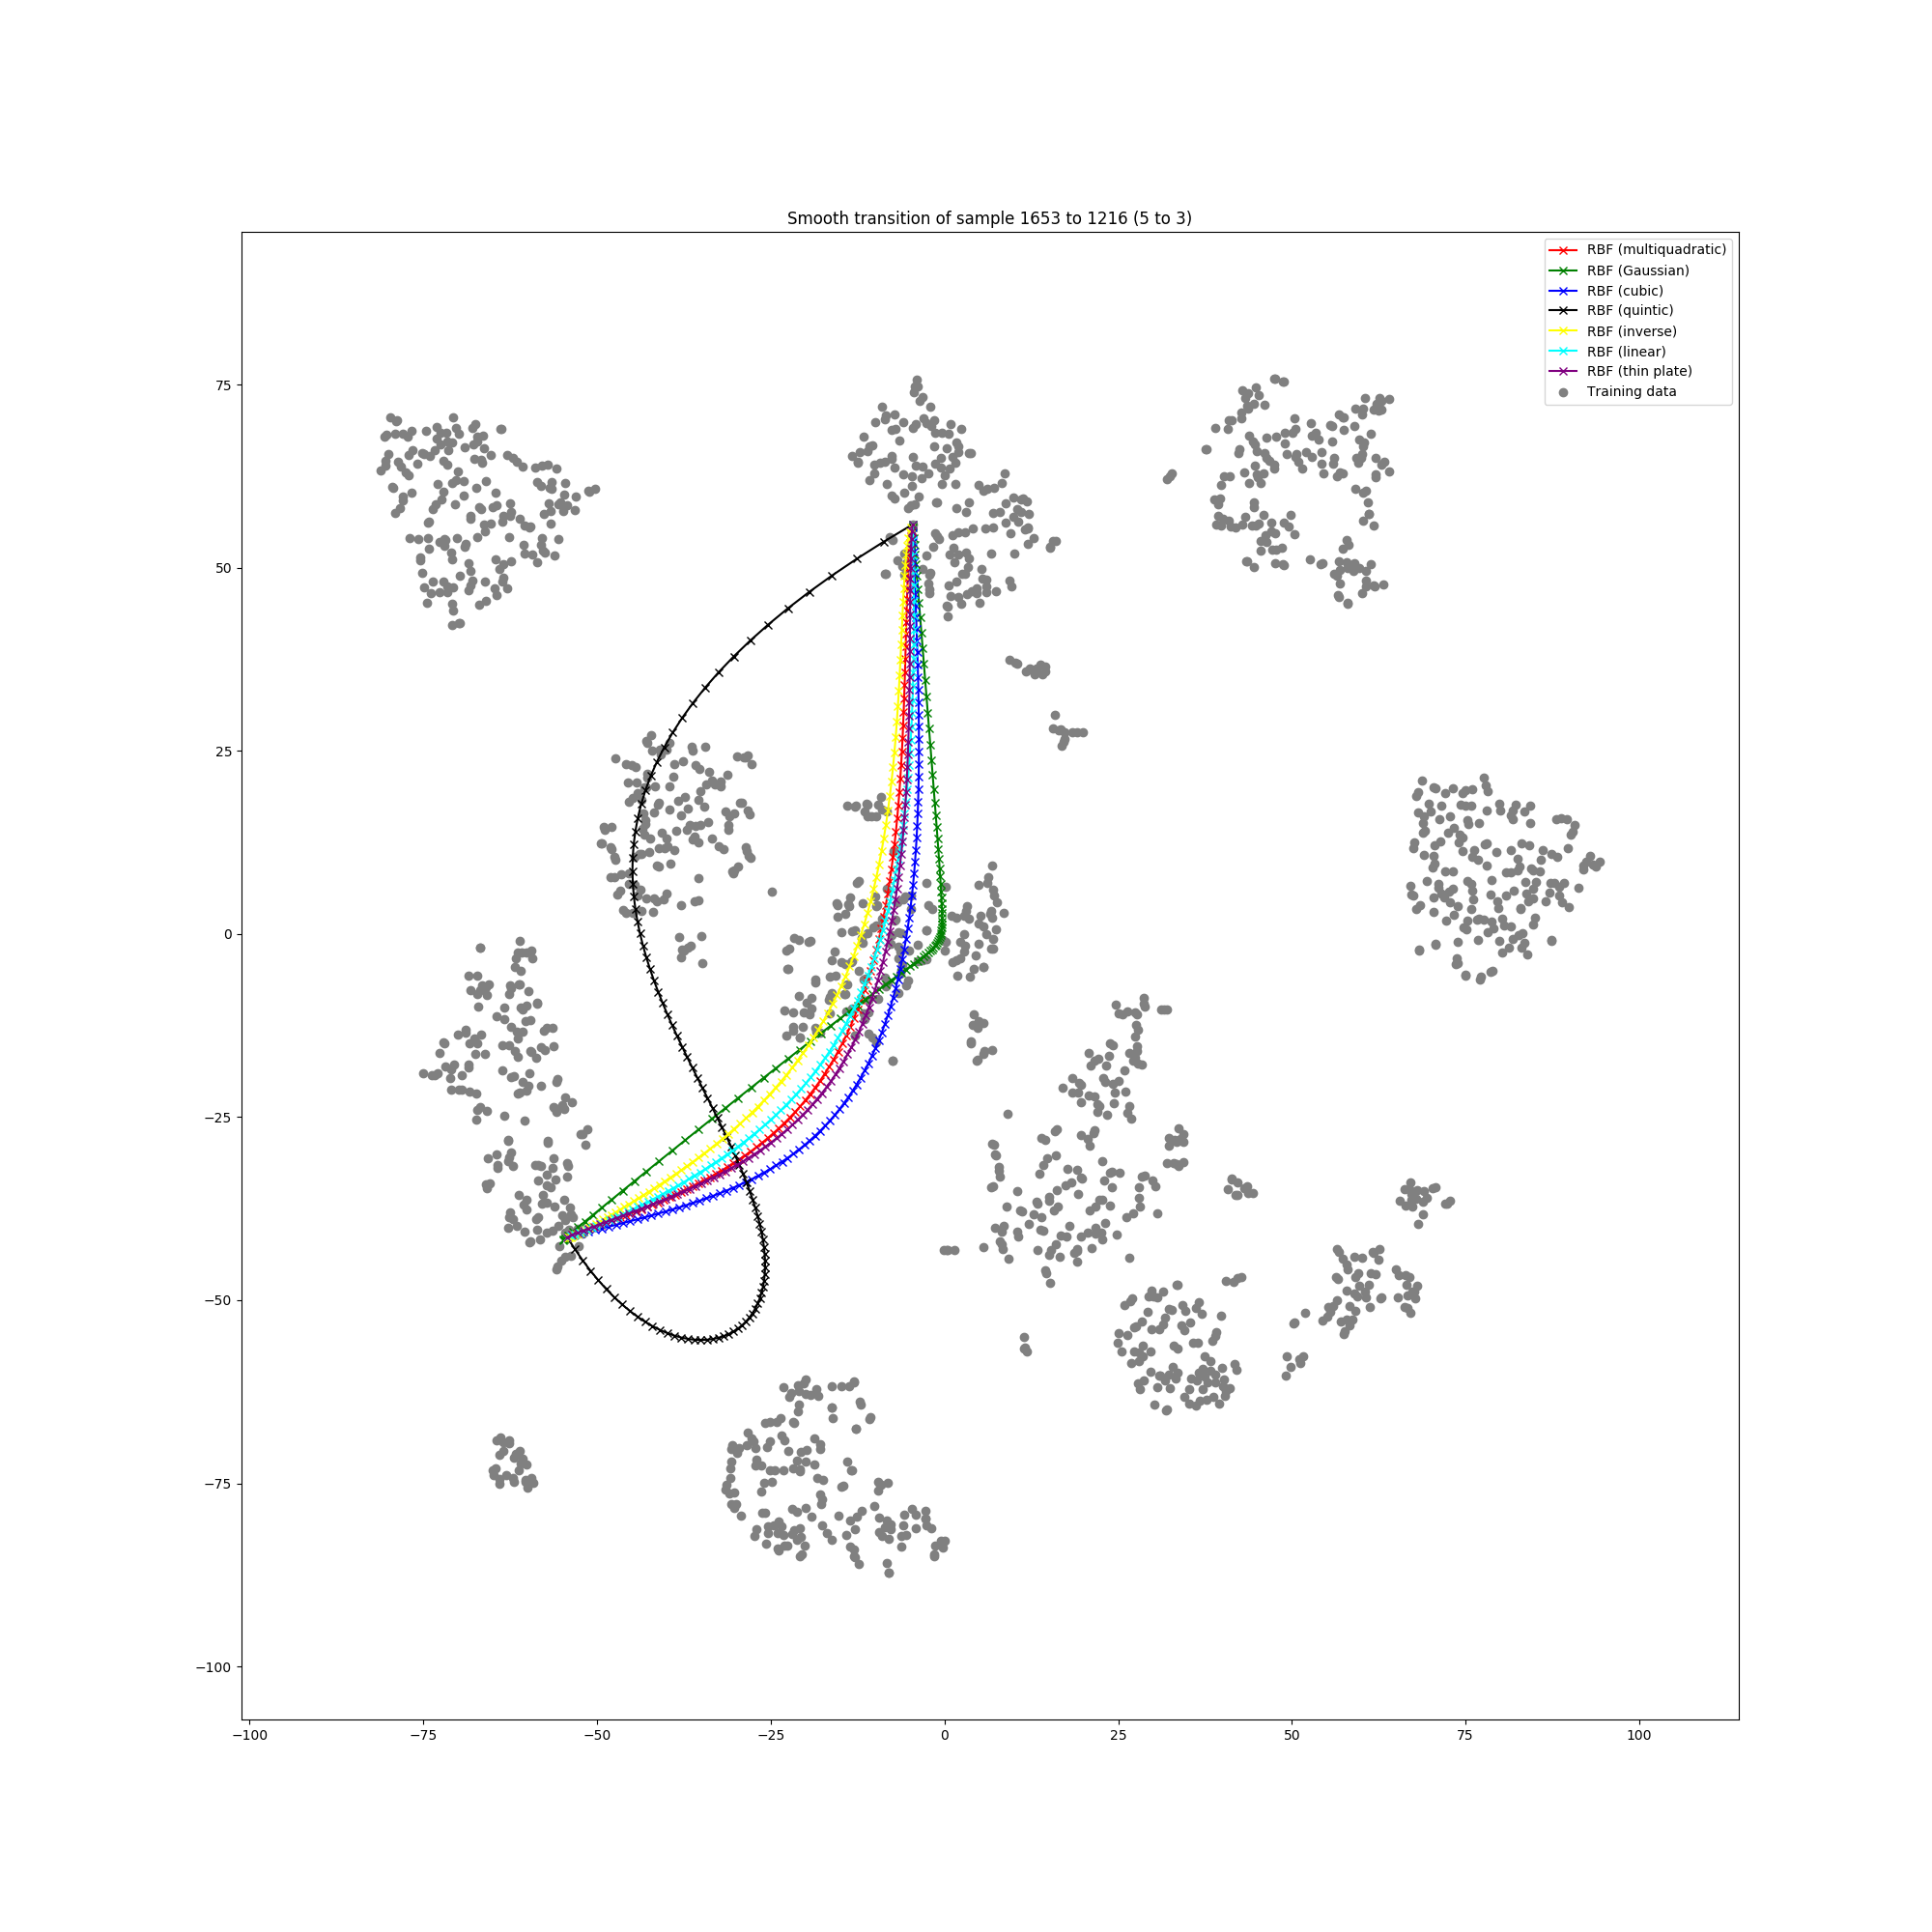 Smooth transition of sample 1653 to 1216 (5 to 3)
RBF (multiquadratic)
RBF (Gaussian)
RBF (cubic)
RBF (quintic)
RBF (inverse)
RBF (linear)
RBF (thin plate)
Training data
75
50
25
0
−25
−50
−75
−100
−100 −75 −50 −25 0 25 50 75 100